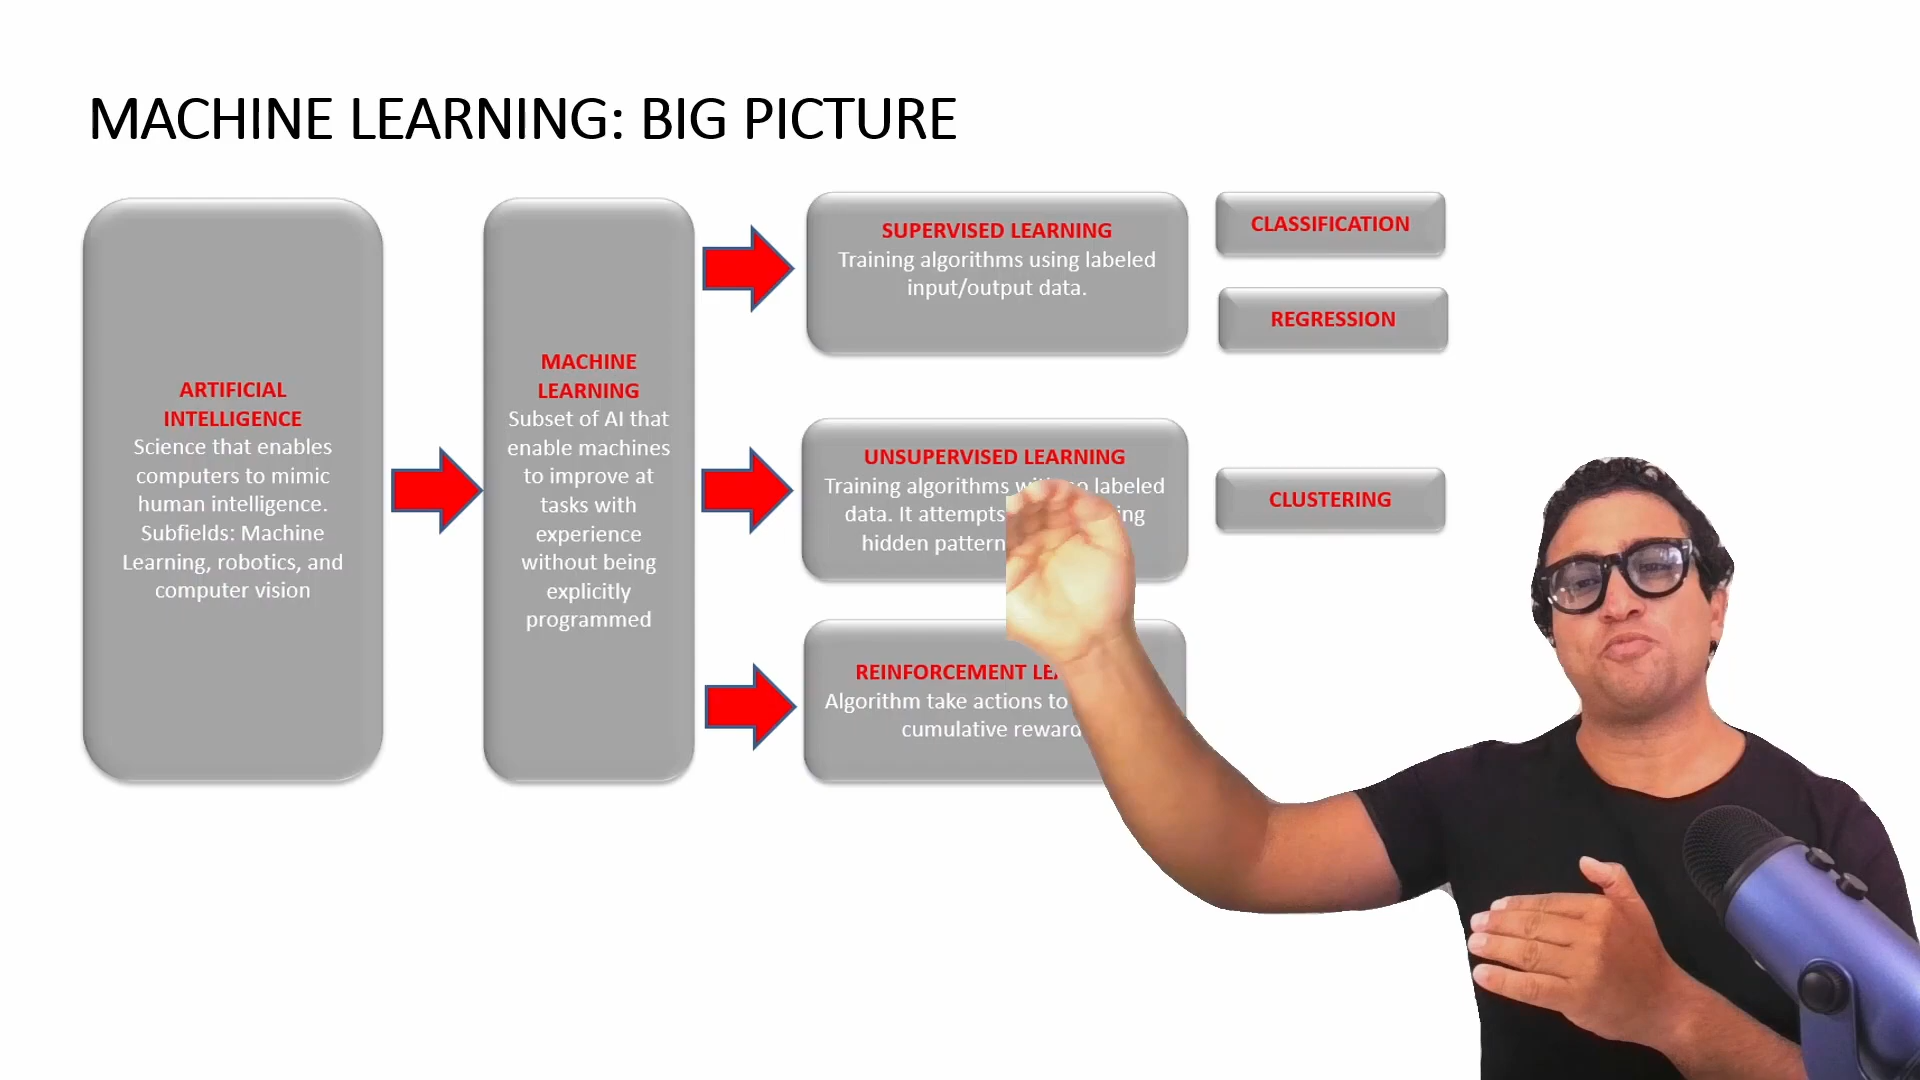 MACHINE LEARNING: BIG PICTURE
ARTIFICIAL
INTELLIGENCE
Science that enables
computers to mimic
human intelligence.
Subfields: Machine
Learning, robotics, and
computer vision
MACHINE
LEARNING
Subset of AI that
enable machines
to improve at
tasks with
experience
without being
explicitly
programmed
SUPERVISED LEARNING
Training algorithms using labeled
input/output data.
CLASSIFICATION
REGRESSION
UNSUPERVISED LEARNING
Training algorithms labeled
data. It attempts
hidden
CLUSTERING
REINFORCEMENT
Algorithm take actions to
cumulative